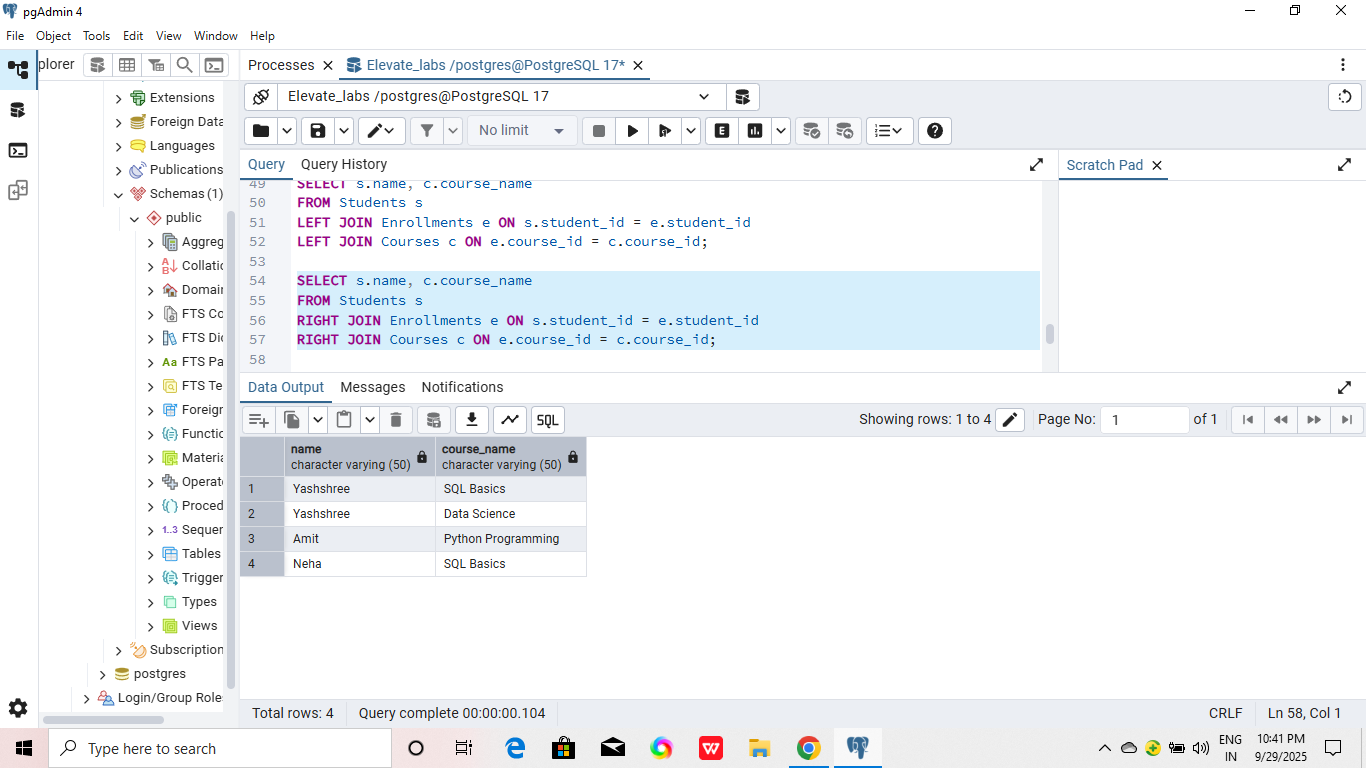 pgAdmin 4
File Object Tools Edit View Window Help
plorer
Processes
Elevate_labs /postgres@PostgreSQL 17*
Elevate_labs /postgres@PostgreSQL 17
No limit
E
SQL
Query Query History
Scratch Pad
Extensions
Foreign Data
Languages
Publications
Schemas (1)
public
Aggreg
Collatio
Domain
FTS Co
FTS Dic
Aa FTS Pa
FTS Te
Foreign
Functio
Materia
Operato
Proced
1..3 Sequen
Tables
Trigger
Types
Views
Subscription
postgres
Login/Group Role
49 SELECT s.name, c.course_name
50 FROM Students s
51 LEFT JOIN Enrollments e ON s.student_id = e.student_id
52 LEFT JOIN Courses c ON e.course_id = c.course_id;
53
54 SELECT s.name, c.course_name
55 FROM Students s
56 RIGHT JOIN Enrollments e ON s.student_id = e.student_id
57 RIGHT JOIN Courses c ON e.course_id = c.course_id;
58
Data Output Messages Notifications
Showing rows: 1 to 4
Page No: 1 of 1
name course_name
character varying (50) character varying (50)
1 Yashshree SQL Basics
2 Yashshree Data Science
3 Amit Python Programming
4 Neha SQL Basics
Total rows: 4 Query complete 00:00:00.104 CRLF Ln 58, Col 1
Type here to search
ENG
IN
10:41 PM
9/29/2025